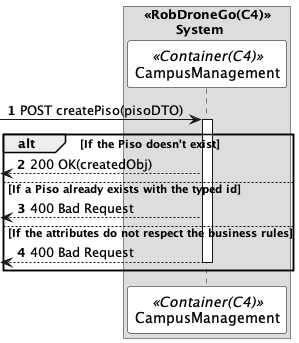 «RobDroneGo(C4)»
System
«Container(C4)»
CampusManagement
1 POST createPiso(pisoDTO)
alt [If the Piso doesn't exist]
2 200 OK(createdObj)
[If a Piso already exists with the typed id]
3 400 Bad Request
[If the attributes do not respect the business rules]
4 400 Bad Request
«Container(C4)»
CampusManagement